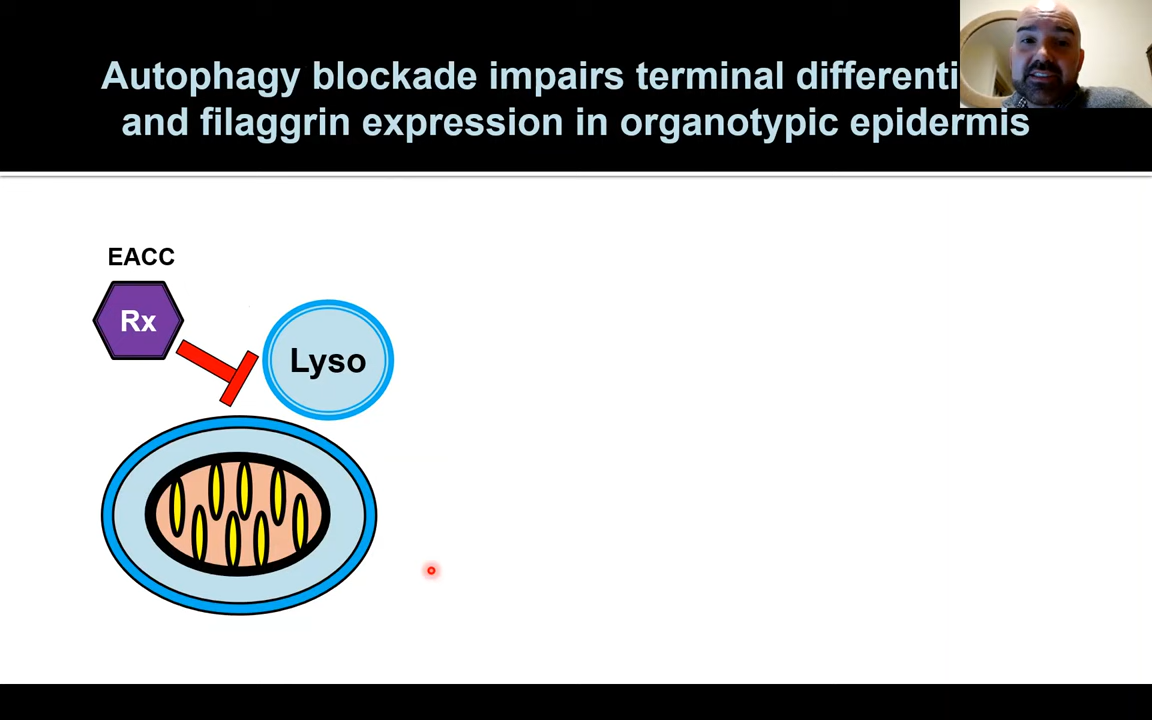 Autophagy blockade impairs terminal differenti
and filaggrin expression in organotypic epidermis
EACC
Rx
Lyso